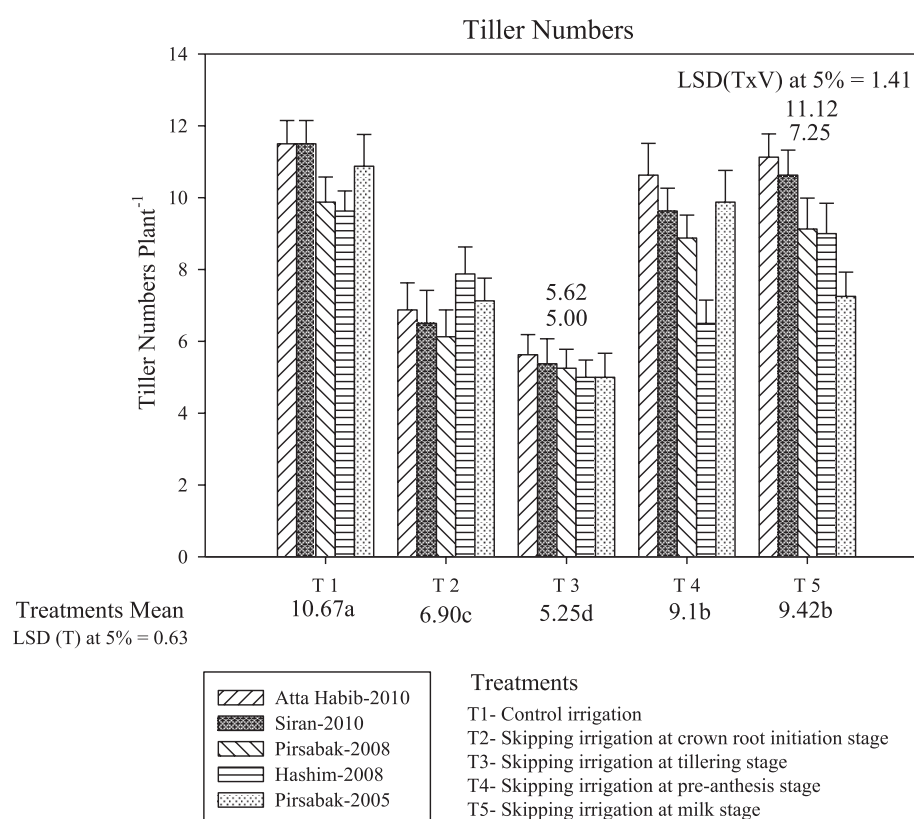 Tiller Numbers
LSD(TxV) at 5% = 1.41
11.12
7.25
Tiller Numbers Plant-1
14
12
10
8
6
4
2
0
5.62
5.00
T 1
T 2
T 3
T 4
T 5
Treatments Mean
10.67a
6.90c
5.25d
9.1b
9.42b
LSD (T) at 5% = 0.63
Atta Habib-2010
Siran-2010
Pirsabak-2008
Hashim-2008
Pirsabak-2005
Treatments
T1- Control irrigation
T2- Skipping irrigation at crown root initiation stage
T3- Skipping irrigation at tillering stage
T4- Skipping irrigation at pre-anthesis stage
T5- Skipping irrigation at milk stage